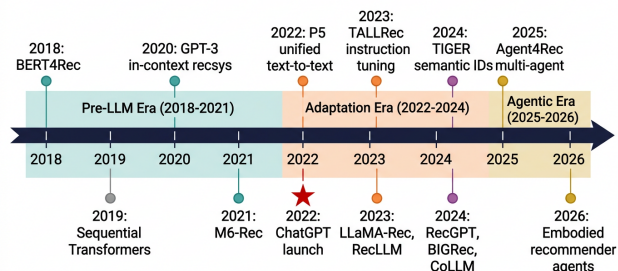 2018:
BERT4Rec
2020: GPT-3
in-context recsys
2022: P5
unified
text-to-text
2023:
TALLRec
instruction
tuning
2024:
TIGER
semantic IDs
2025:
Agent4Rec
multi-agent
Pre-LLM Era (2018-2021)
Adaptation Era (2022-2024)
Agentic Era
(2025-2026)
2018
2019
2020
2021
2022
2023
2024
2025
2026
2019:
Sequential
Transformers
2021:
M6-Rec
2022:
ChatGPT
launch
2023:
LLaMA-Rec,
RecLLM
2024:
RecGPT,
BIGRec,
CoLLM
2026:
Embodied
recommender
agents